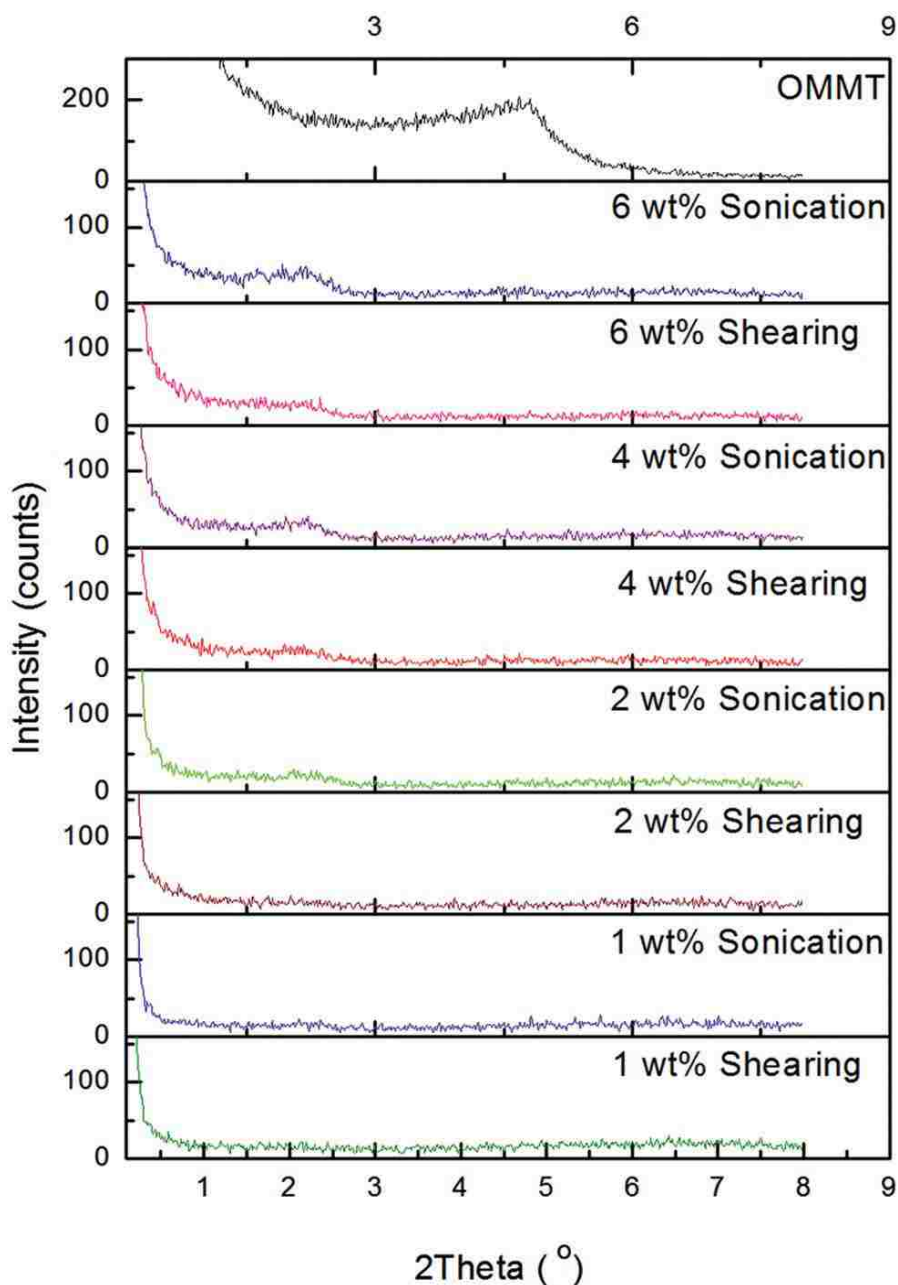 3 6 9
200
0
OMMT
100
0
6 wt% Sonication
100
0
6 wt% Shearing
100
0
4 wt% Sonication
100
0
4 wt% Shearing
100
0
2 wt% Sonication
100
0
2 wt% Shearing
100
0
1 wt% Sonication
100
0
1 wt% Shearing
Intensity (counts)
1 2 3 4 5 6 7 8 9
2Theta (°)